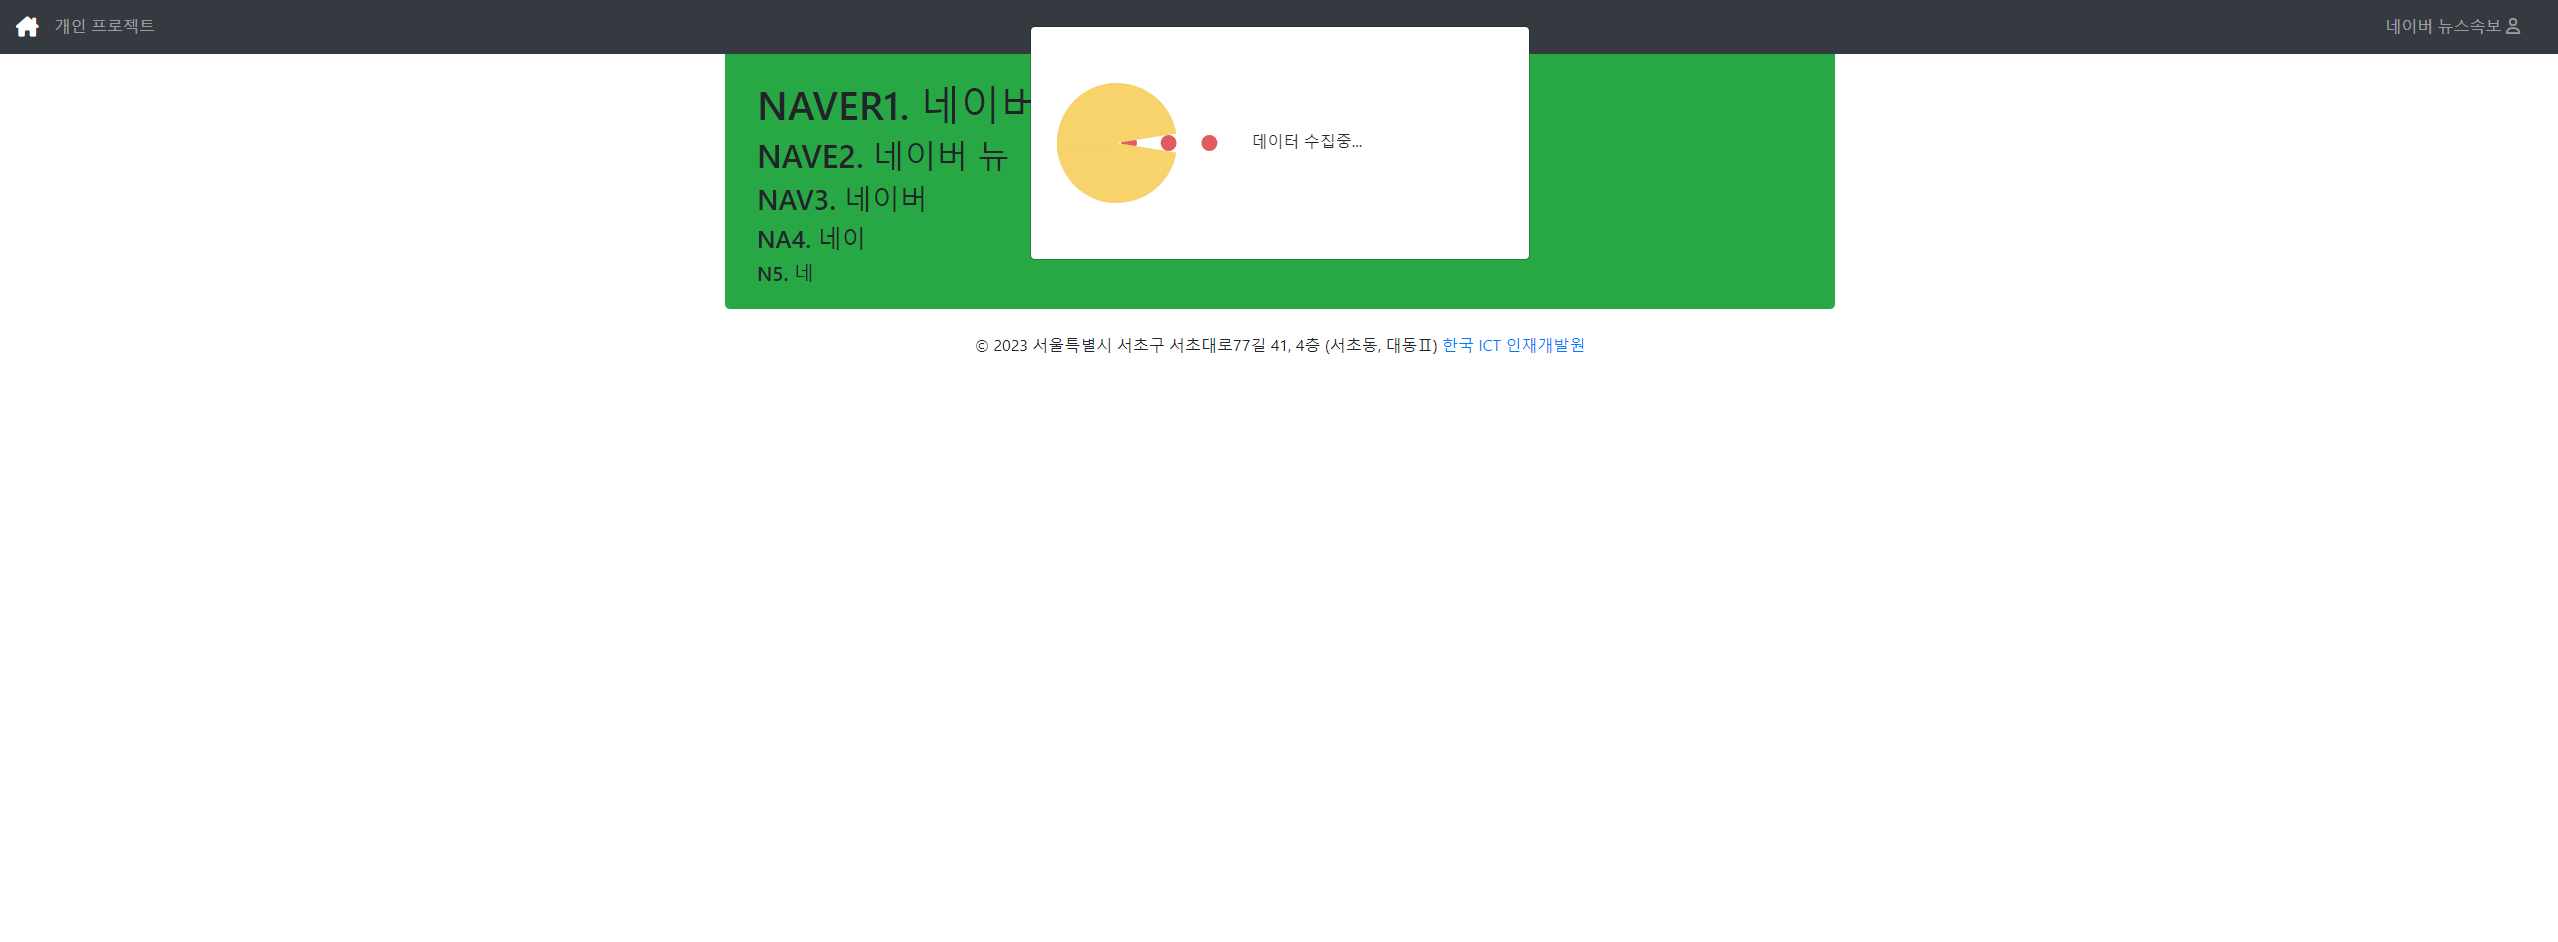 개인 프로젝트
네이버 뉴스속보
NAVER1. 네이버
NAVE2. 네이버 뉴
NAV3. 네이버
NA4. 네이
N5. 네
데이터 수집중...
© 2023 서울특별시 서초구 서초대로77길 41, 4층 (서초동, 대동Ⅱ) 한국 ICT 인재개발원